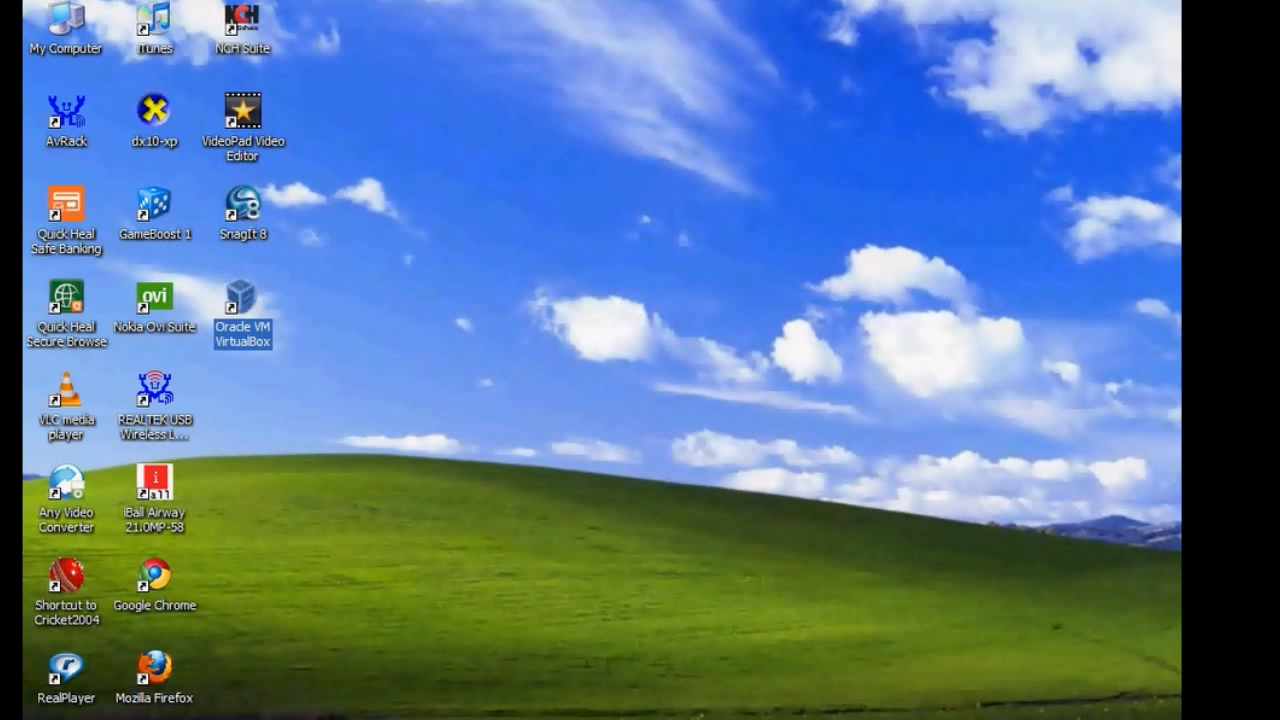 My Computer
iTunes
NCH Suite
AvRack
dx10-xp
VideoPad Video
Editor
Quick Heal
Safe Banking
GameBoost 1
SnagIt 8
Quick Heal
Secure Browse
ovi
Nokia Ovi Suite
Oracle VM
VirtualBox
VLC media
player
REALTEK USB
Wireless L...
Any Video
Converter
iBall Airway
21.0MP-58
Shortcut to
Cricket2004
Google Chrome
RealPlayer
Mozilla Firefox